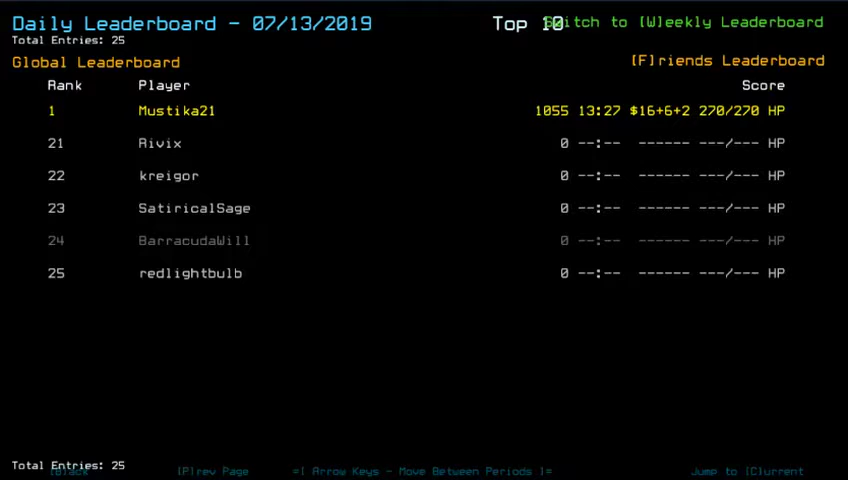 Daily Leaderboard - 07/13/2019 Top 10 Switch to [W]eekly Leaderboard
Total Entries: 25
Global Leaderboard [F]riends Leaderboard
Rank Player Score
1 Mustika21 1055 13:27 $16+6+2 270/270 HP
21 Rivix 0 --:-- ------ ---/--- HP
22 kreigor 0 --:-- ------ ---/--- HP
23 SatiricalSage 0 --:-- ------ ---/--- HP
24 BarracudaWill 0 --:-- ------ ---/--- HP
25 redlightbulb 0 --:-- ------ ---/--- HP
Total Entries: 25
[B]ack [P]rev Page =[ Arrow Keys - Move Between Periods ]= Jump to [C]urrent